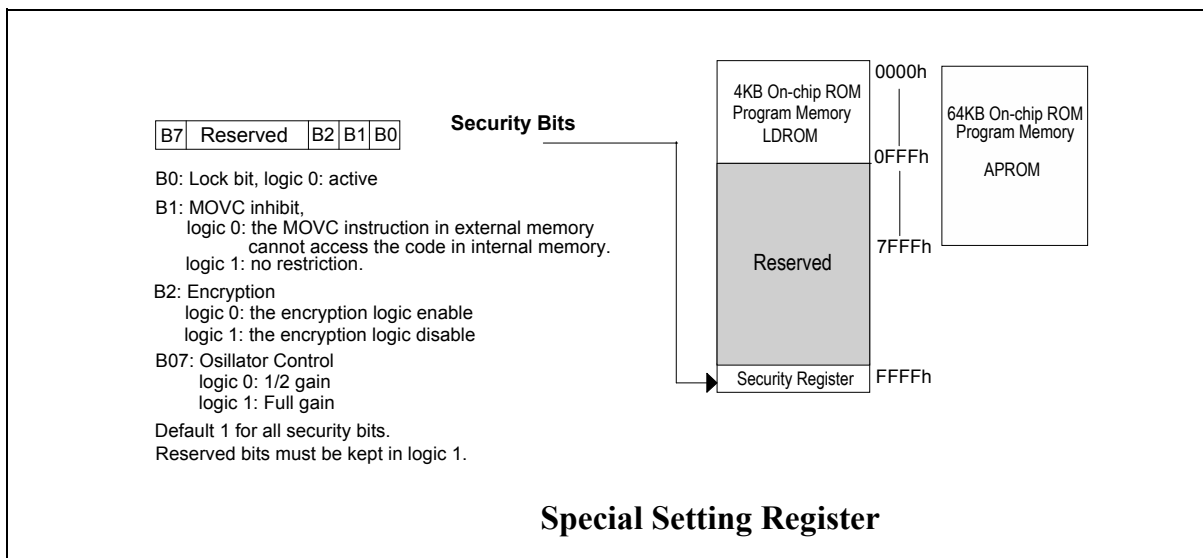 B7 Reserved B2 B1 B0
Security Bits
B0: Lock bit, logic 0: active
B1: MOVC inhibit,
logic 0: the MOVC instruction in external memory
cannot access the code in internal memory.
logic 1: no restriction.
B2: Encryption
logic 0: the encryption logic enable
logic 1: the encryption logic disable
B07: Osillator Control
logic 0: 1/2 gain
logic 1: Full gain
Default 1 for all security bits.
Reserved bits must be kept in logic 1.
4KB On-chip ROM
Program Memory
LDROM
Reserved
Security Register
0000h
0FFFh
7FFFh
FFFFh
64KB On-chip ROM
Program Memory
APROM
Special Setting Register